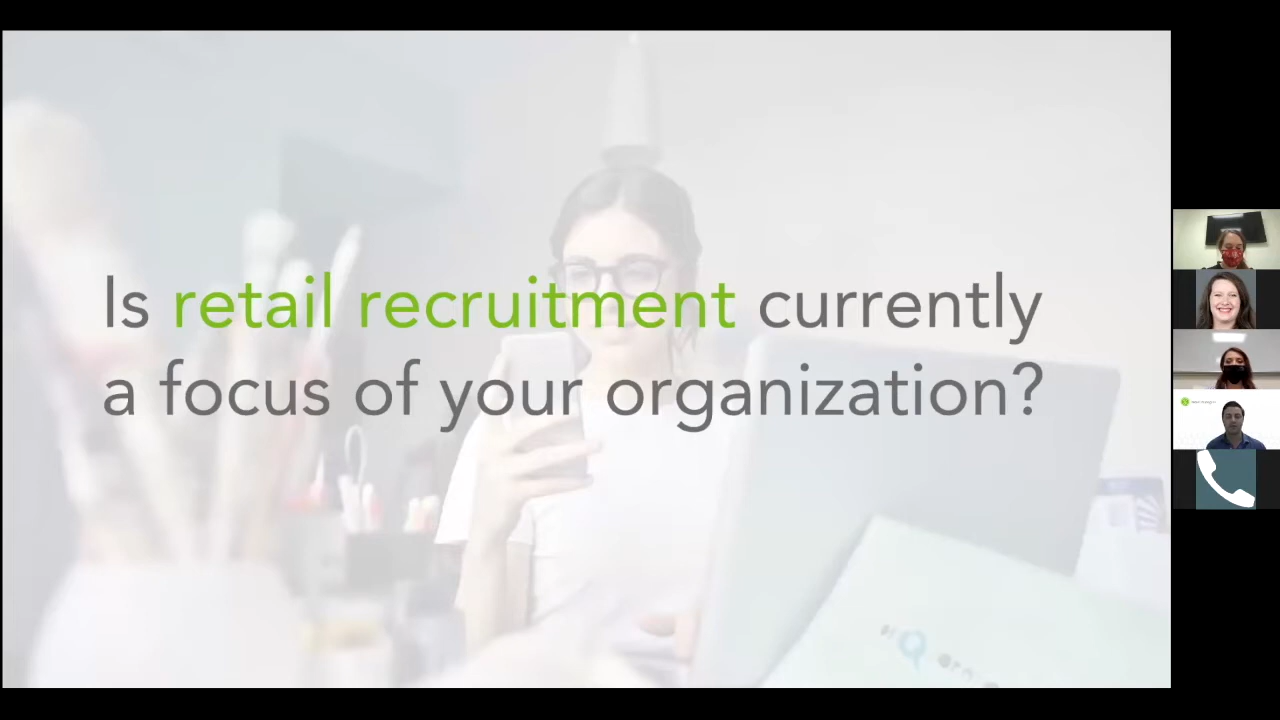 Is retail recruitment currently
a focus of your organization?